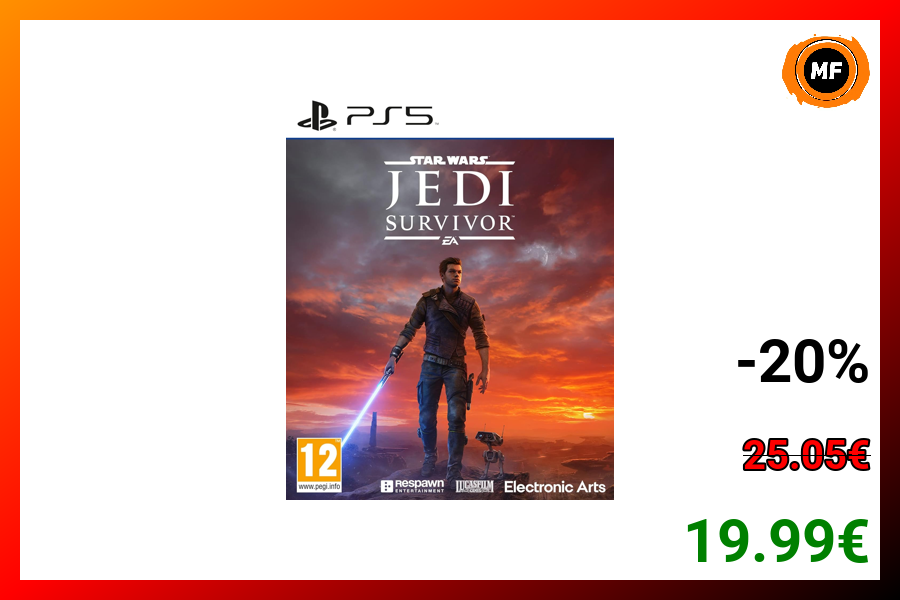 MF
PS5
STAR WARS
JEDI
SURVIVOR
EA
12
www.pegi.info
RESPAWN
ENTERTAINMENT
LUCASFILM
Electronic Arts
-20%
25.05€
19.99€